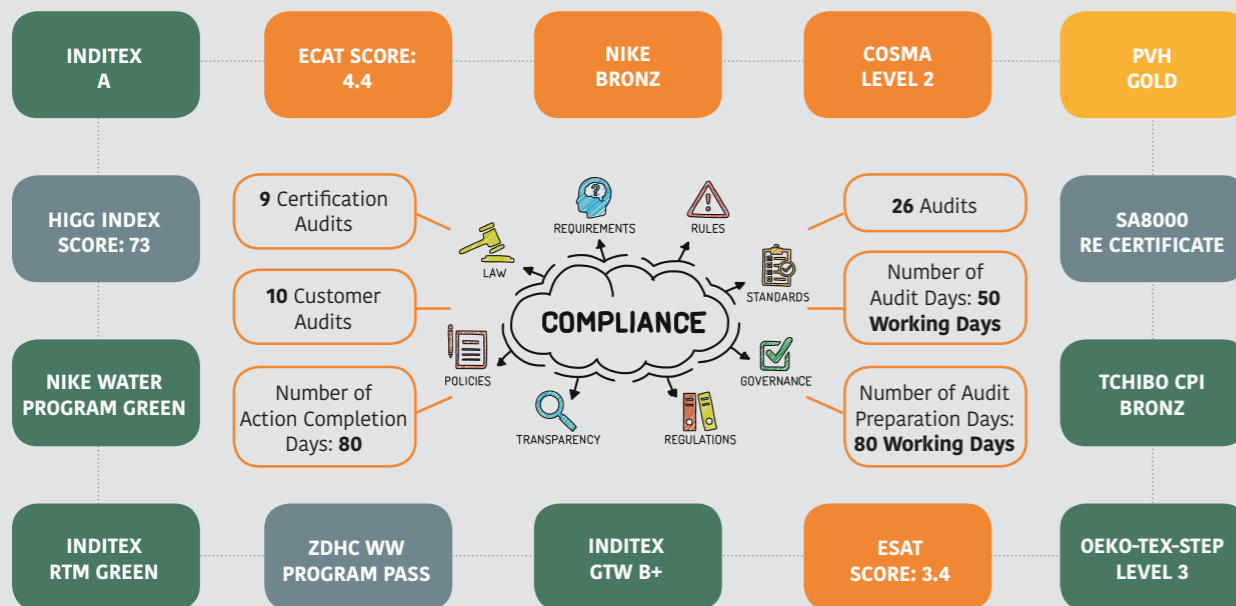 INDITEX
A
ECAT SCORE:
4.4
NIKE
BRONZ
COSMA
LEVEL 2
PVH
GOLD
HIGG INDEX
SCORE: 73
9 Certification
Audits
REQUIREMENTS
RULES
LAW
STANDARDS
26 Audits
SA8000
RE CERTIFICATE
10 Customer
Audits
COMPLIANCE
Number of
Audit Days: 50
Working Days
NIKE WATER
PROGRAM GREEN
Number of
Action Completion
Days: 80
POLICIES
TRANSPARENCY
REGULATIONS
GOVERNANCE
Number of Audit
Preparation Days:
80 Working Days
TCHIBO CPI
BRONZ
INDITEX
RTM GREEN
ZDHC WW
PROGRAM PASS
INDITEX
GTW B+
ESAT
SCORE: 3.4
OEKO-TEX-STEP
LEVEL 3